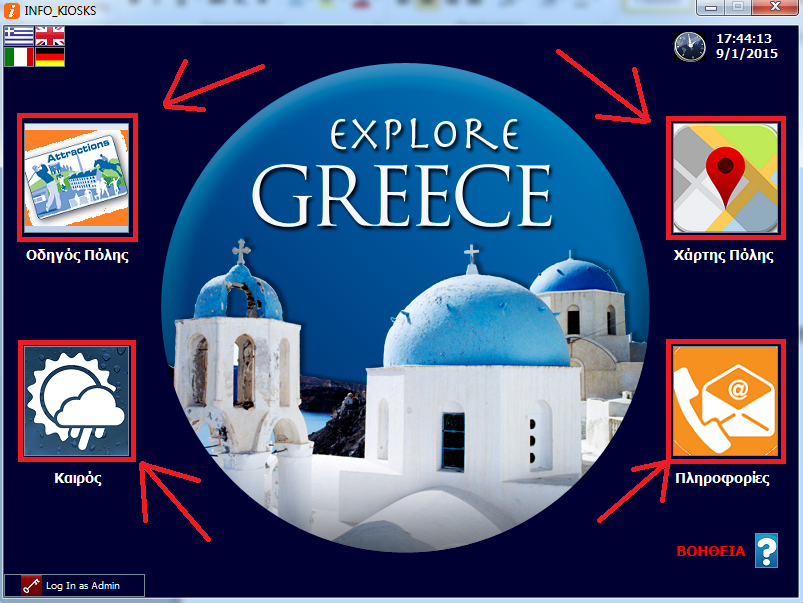 INFO_KIOSKS
17:44:13
9/1/2015
EXPLORE
GREECE
Attractions
Οδηγός Πόλης
Χάρτης Πόλης
@
Καιρός
Πληροφορίες
ΒΟΗΘΕΙΑ ?
Log In as Admin